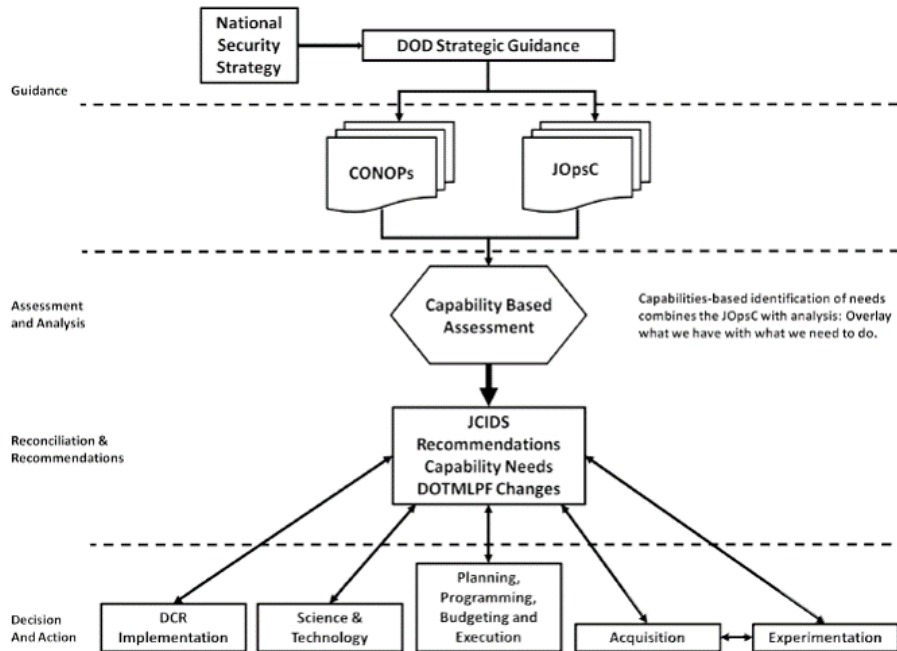 National
Security
Strategy
DOD Strategic Guidance
Guidance
CONOPs
JOpsC
Assessment
and Analysis
Capability Based
Assessment
Capabilities-based identification of needs
combines the JOpsC with analysis: Overlay
what we have with what we need to do.
Reconciliation &
Recommendations
JCIDS
Recommendations
Capability Needs
DOTMLPF Changes
Decision
And Action
DCR
Implementation
Science &
Technology
Planning,
Programming,
Budgeting and
Execution
Acquisition
Experimentation